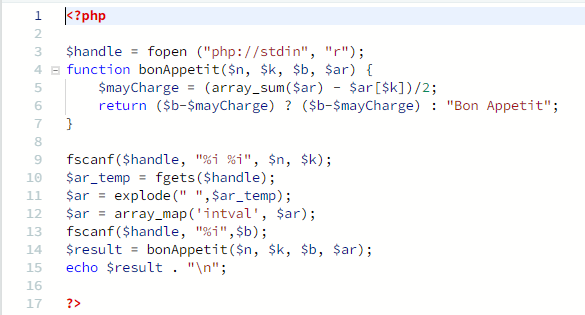 1 <?php
2
3 $handle = fopen ("php://stdin", "r");
4 function bonAppetit($n, $k, $b, $ar) {
5     $mayCharge = (array_sum($ar) - $ar[$k])/2;
6     return ($b-$mayCharge) ? ($b-$mayCharge) : "Bon Appetit";
7 }
8
9 fscanf($handle, "%i %i", $n, $k);
10 $ar_temp = fgets($handle);
11 $ar = explode(" ",$ar_temp);
12 $ar = array_map('intval', $ar);
13 fscanf($handle, "%i",$b);
14 $result = bonAppetit($n, $k, $b, $ar);
15 echo $result . "\n";
16
17 ?>